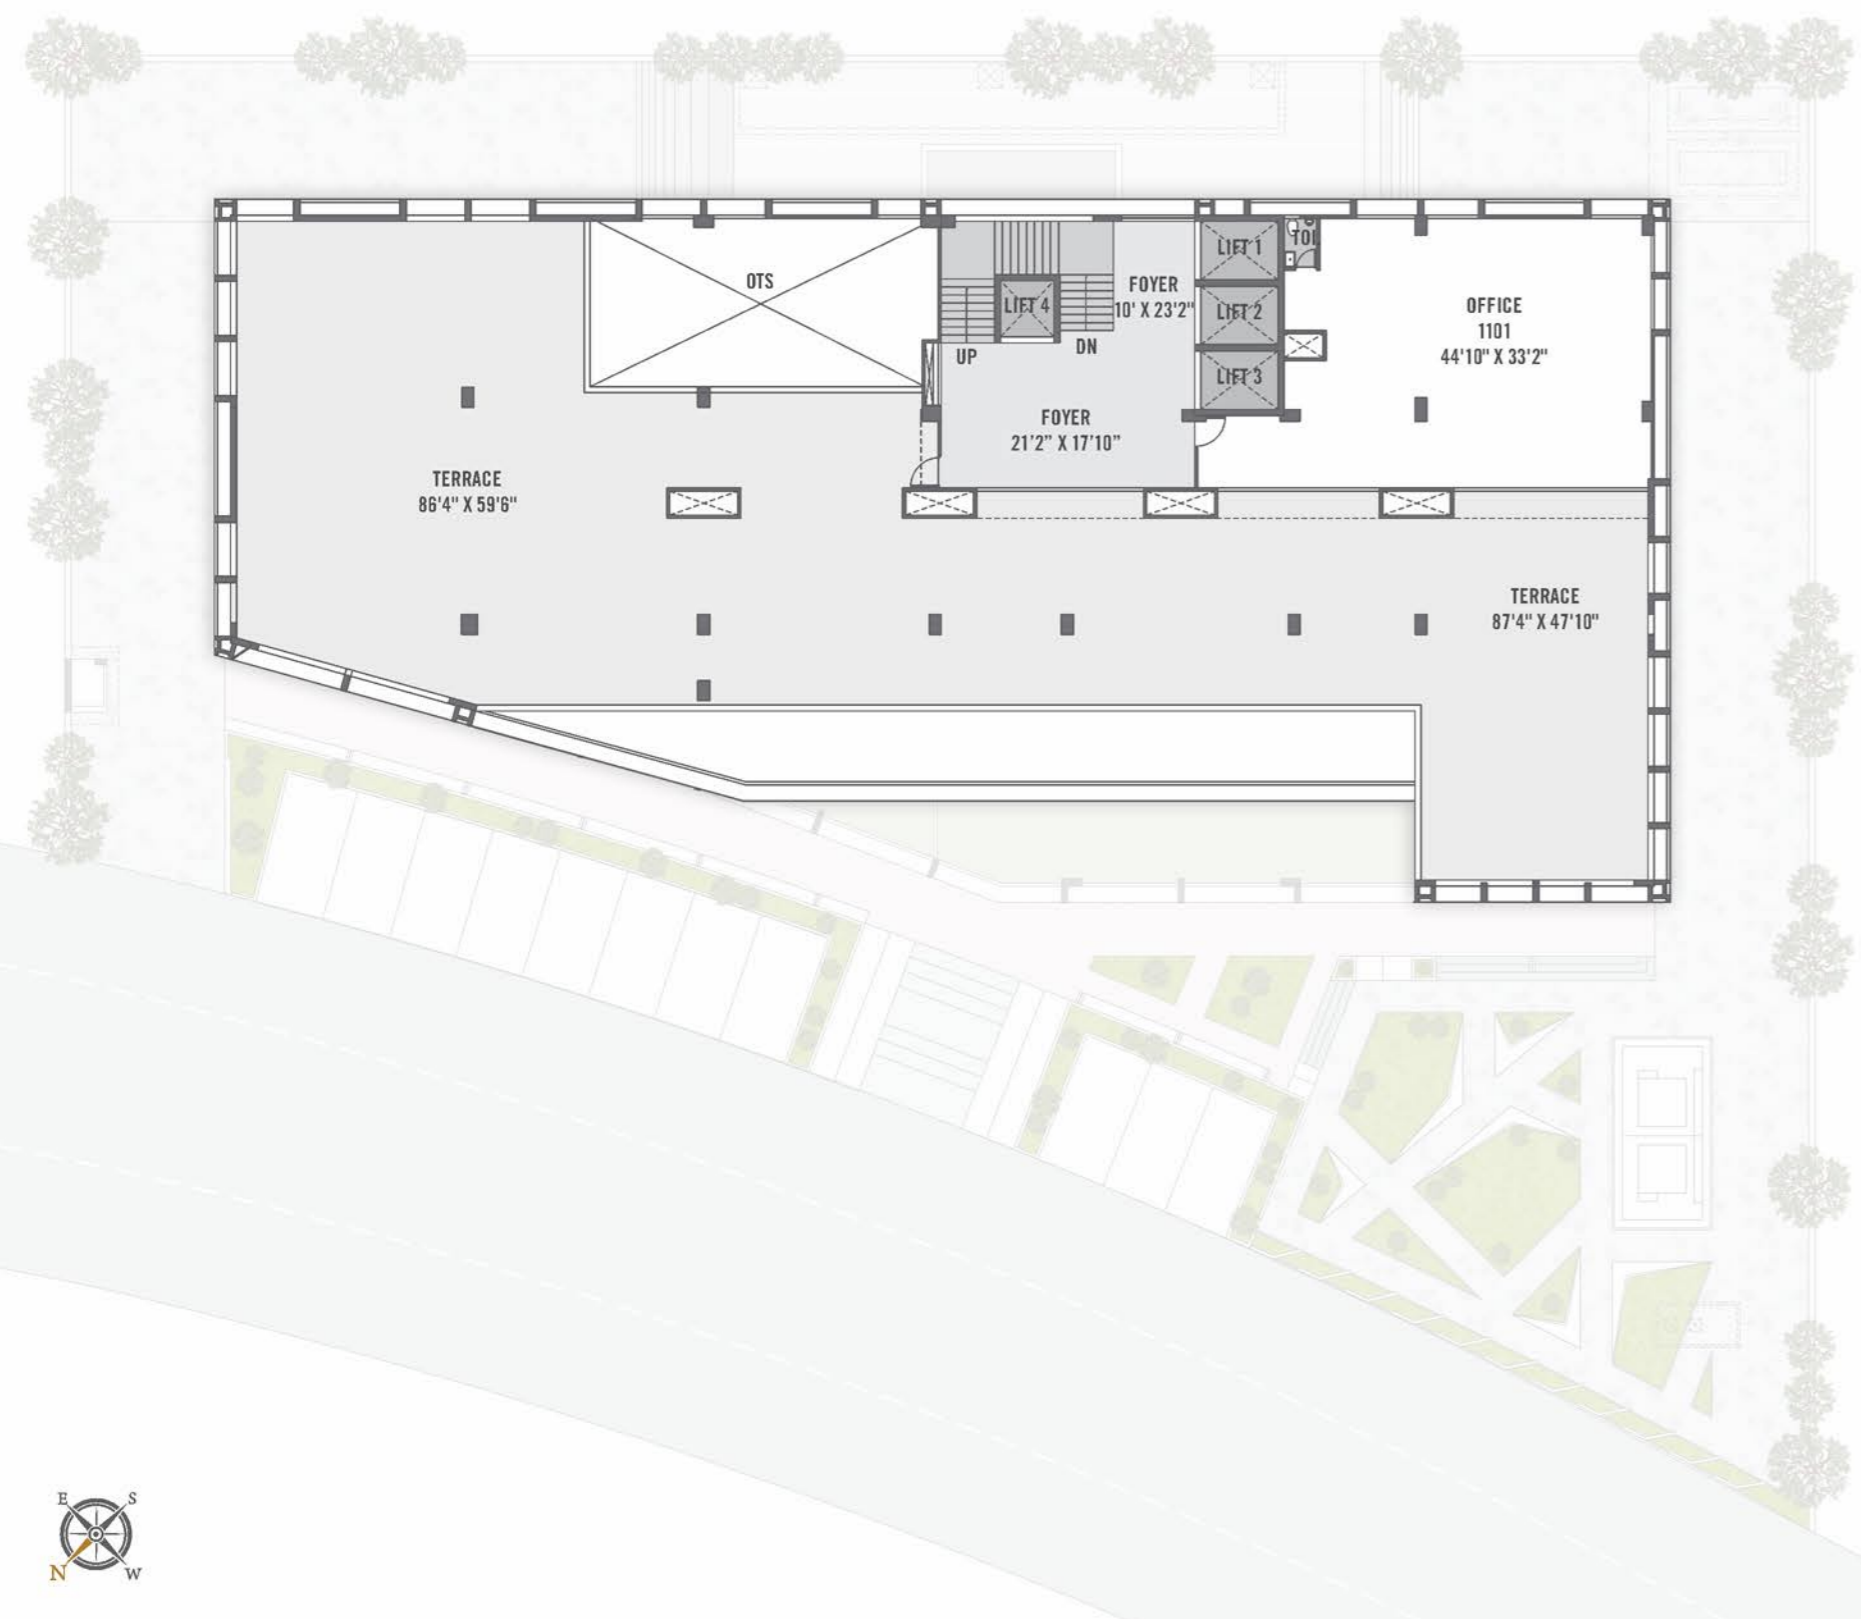 OTS
LIFT 4
UP
DN
FOYER
10' X 23'2"
LIFT 1
LIFT 2
LIFT 3
TOI
OFFICE
1101
44'10" X 33'2"
FOYER
21'2” X 17'10”
TERRACE
86'4" X 59'6"
TERRACE
87'4" X 47'10"
E
S
N
W